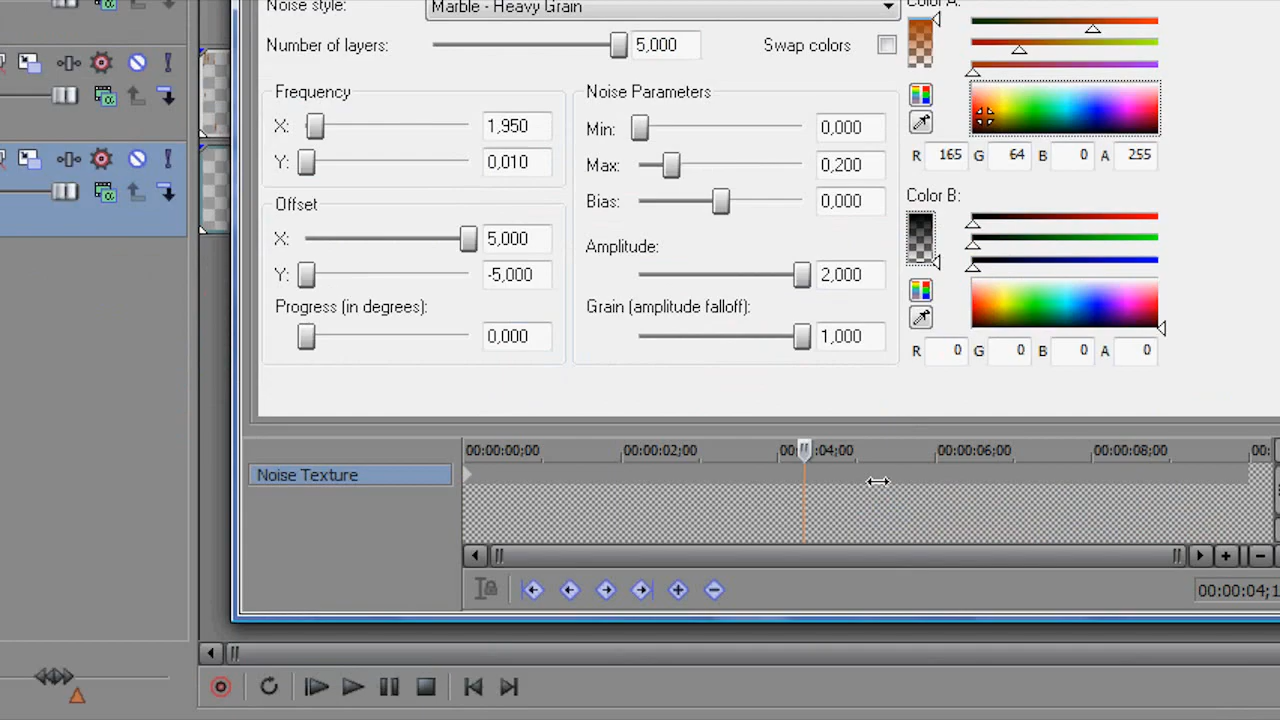 Noise style: Marble - Heavy Grain
Color A:
Number of layers: 5,000 Swap colors
Frequency
X: 1,950
Y: 0,010
Offset
X: 5,000
Y: -5,000
Progress (in degrees):
0,000
Noise Parameters
Min: 0,000
Max: 0,200
Bias: 0,000
Amplitude:
2,000
Grain (amplitude falloff):
1,000
R 165 G 64 B 0 A 255
Color B:
R 0 G 0 B 0 A 0
00:00:00;00 00:00:02;00 00:00:04;00 00:00:06;00 00:00:08;00 00:
Noise Texture
00:00:04;1